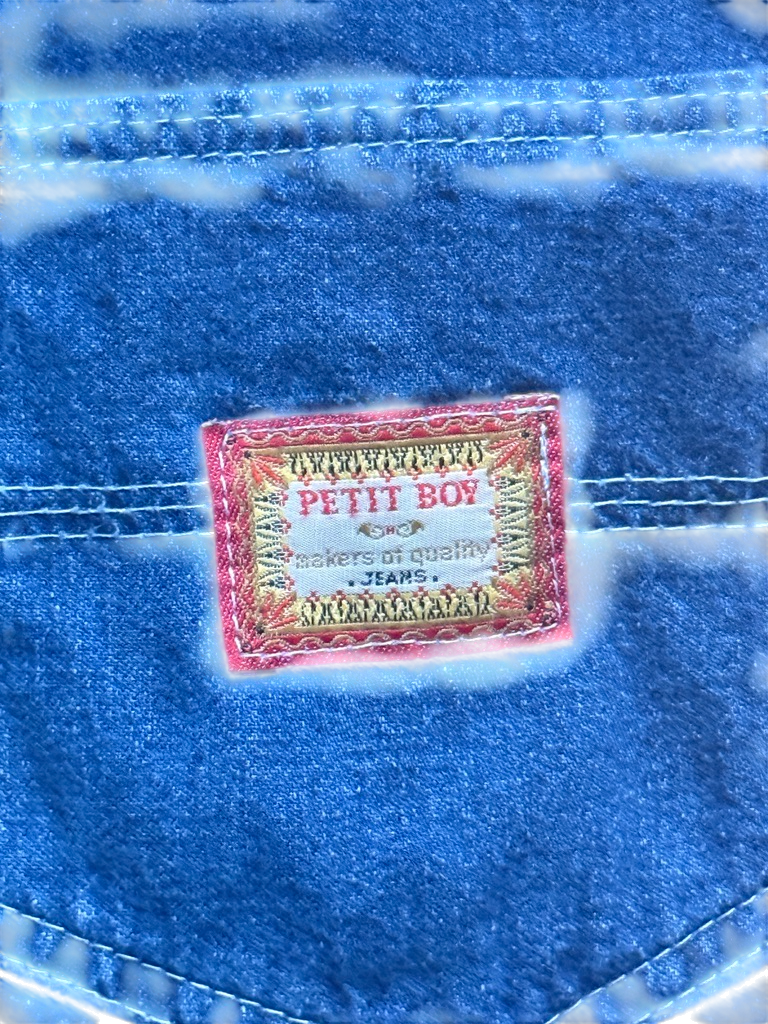 PETIT BOY
makers of quality
. JEANS .